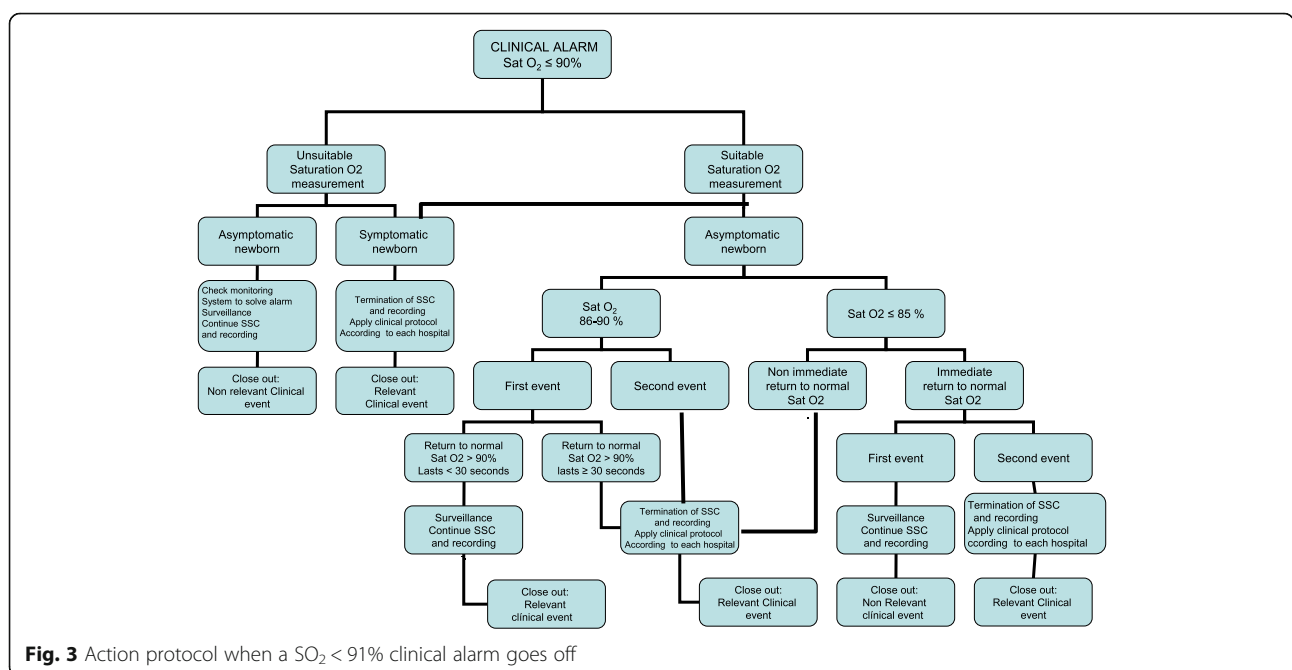 CLINICAL ALARM
Sat O₂ ≤ 90%
Unsuitable
Saturation O2
measurement
Suitable
Saturation O2
measurement
Asymptomatic
newborn
Symptomatic
newborn
Asymptomatic
newborn
Check monitoring
System to solve alarm
Surveillance
Continue SSC
and recording
Termination of SSC
and recording
Apply clinical protocol
According to each hospital
Sat O₂
86-90 %
Sat O2 ≤ 85 %
Close out:
Non relevant Clinical
event
Close out:
Relevant
Clinical event
First event
Second event
Non immediate
return to normal
Sat O2
Immediate
return to normal
Sat O2
Return to normal
Sat O2 > 90%
Lasts < 30 seconds
Return to normal
Sat O2 > 90%
lasts ≥ 30 seconds
First event
Second event
Surveillance
Continue SSC
and recording
Termination of SSC
and recording
Apply clinical protocol
According to each hospital
Surveillance
Continue SSC
and recording
Termination of SSC
and recording
Apply clinical protocol
ccording to each hospital
Close out:
Relevant
clínical event
Close out:
Relevant Clinical
event
Close out:
Non Relevant
clínical event
Close out:
Relevant Clinical
event
Fig. 3 Action protocol when a SO₂ < 91% clinical alarm goes off